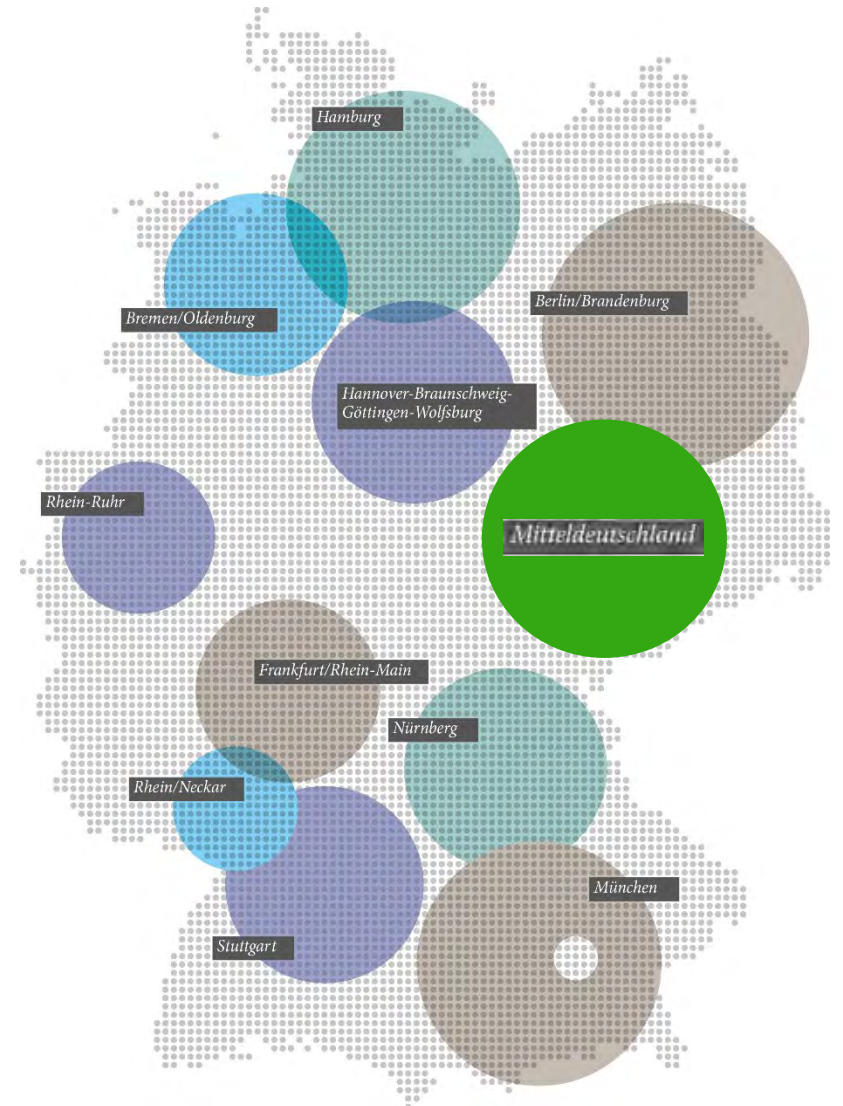 Hamburg
Berlin/Brandenburg
Bremen/Oldenburg
Hannover-Braunschweig-
Göttingen-Wolfsburg
Rhein-Ruhr
Mitteldeutschland
Frankfurt/Rhein-Main
Nürnberg
Rhein/Neckar
München
Stuttgart